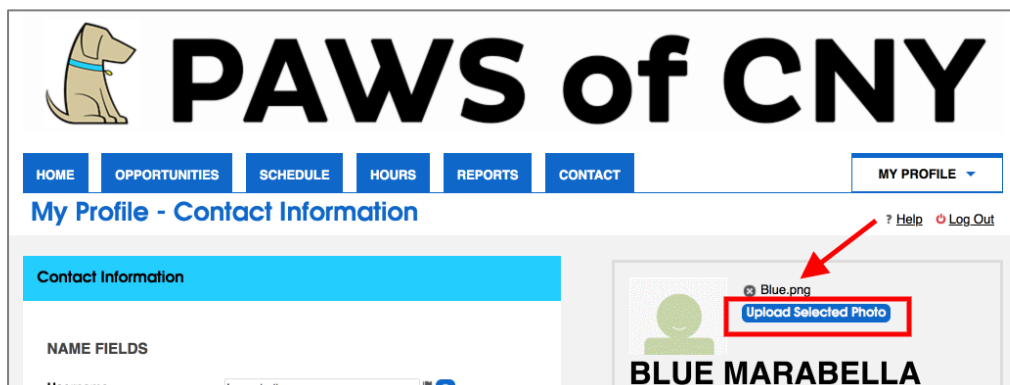 PAWS of CNY
HOME OPPORTUNITIES SCHEDULE HOURS REPORTS CONTACT MY PROFILE
My Profile - Contact Information
? Help Log Out
Contact Information
Blue.png
Upload Selected Photo
NAME FIELDS
BLUE MARABELLA